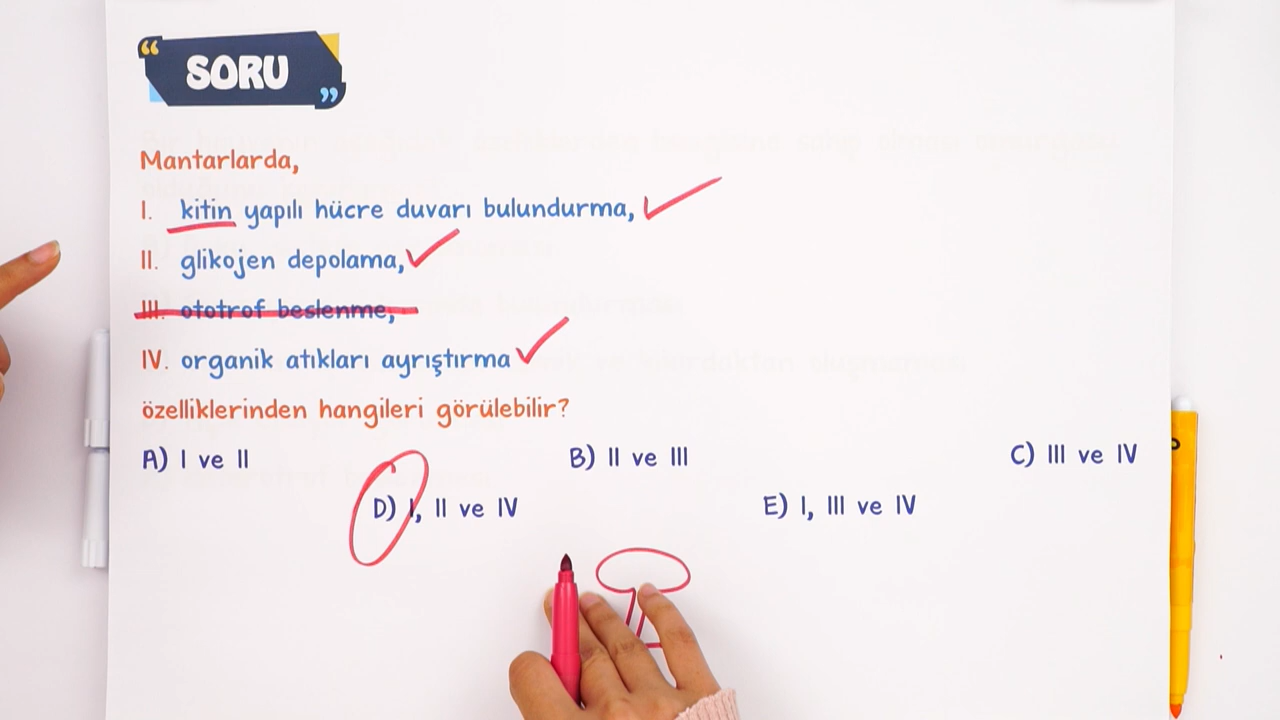 SORU
Mantarlarda,
I. kitin yapılı hücre duvarı bulundurma,
II. glikojen depolama,
III. ototrof beslenme,
IV. organik atıkları ayrıştırma
özelliklerinden hangileri görülebilir?
A) I ve II
B) II ve III
C) III ve IV
D) I, II ve IV
E) I, III ve IV